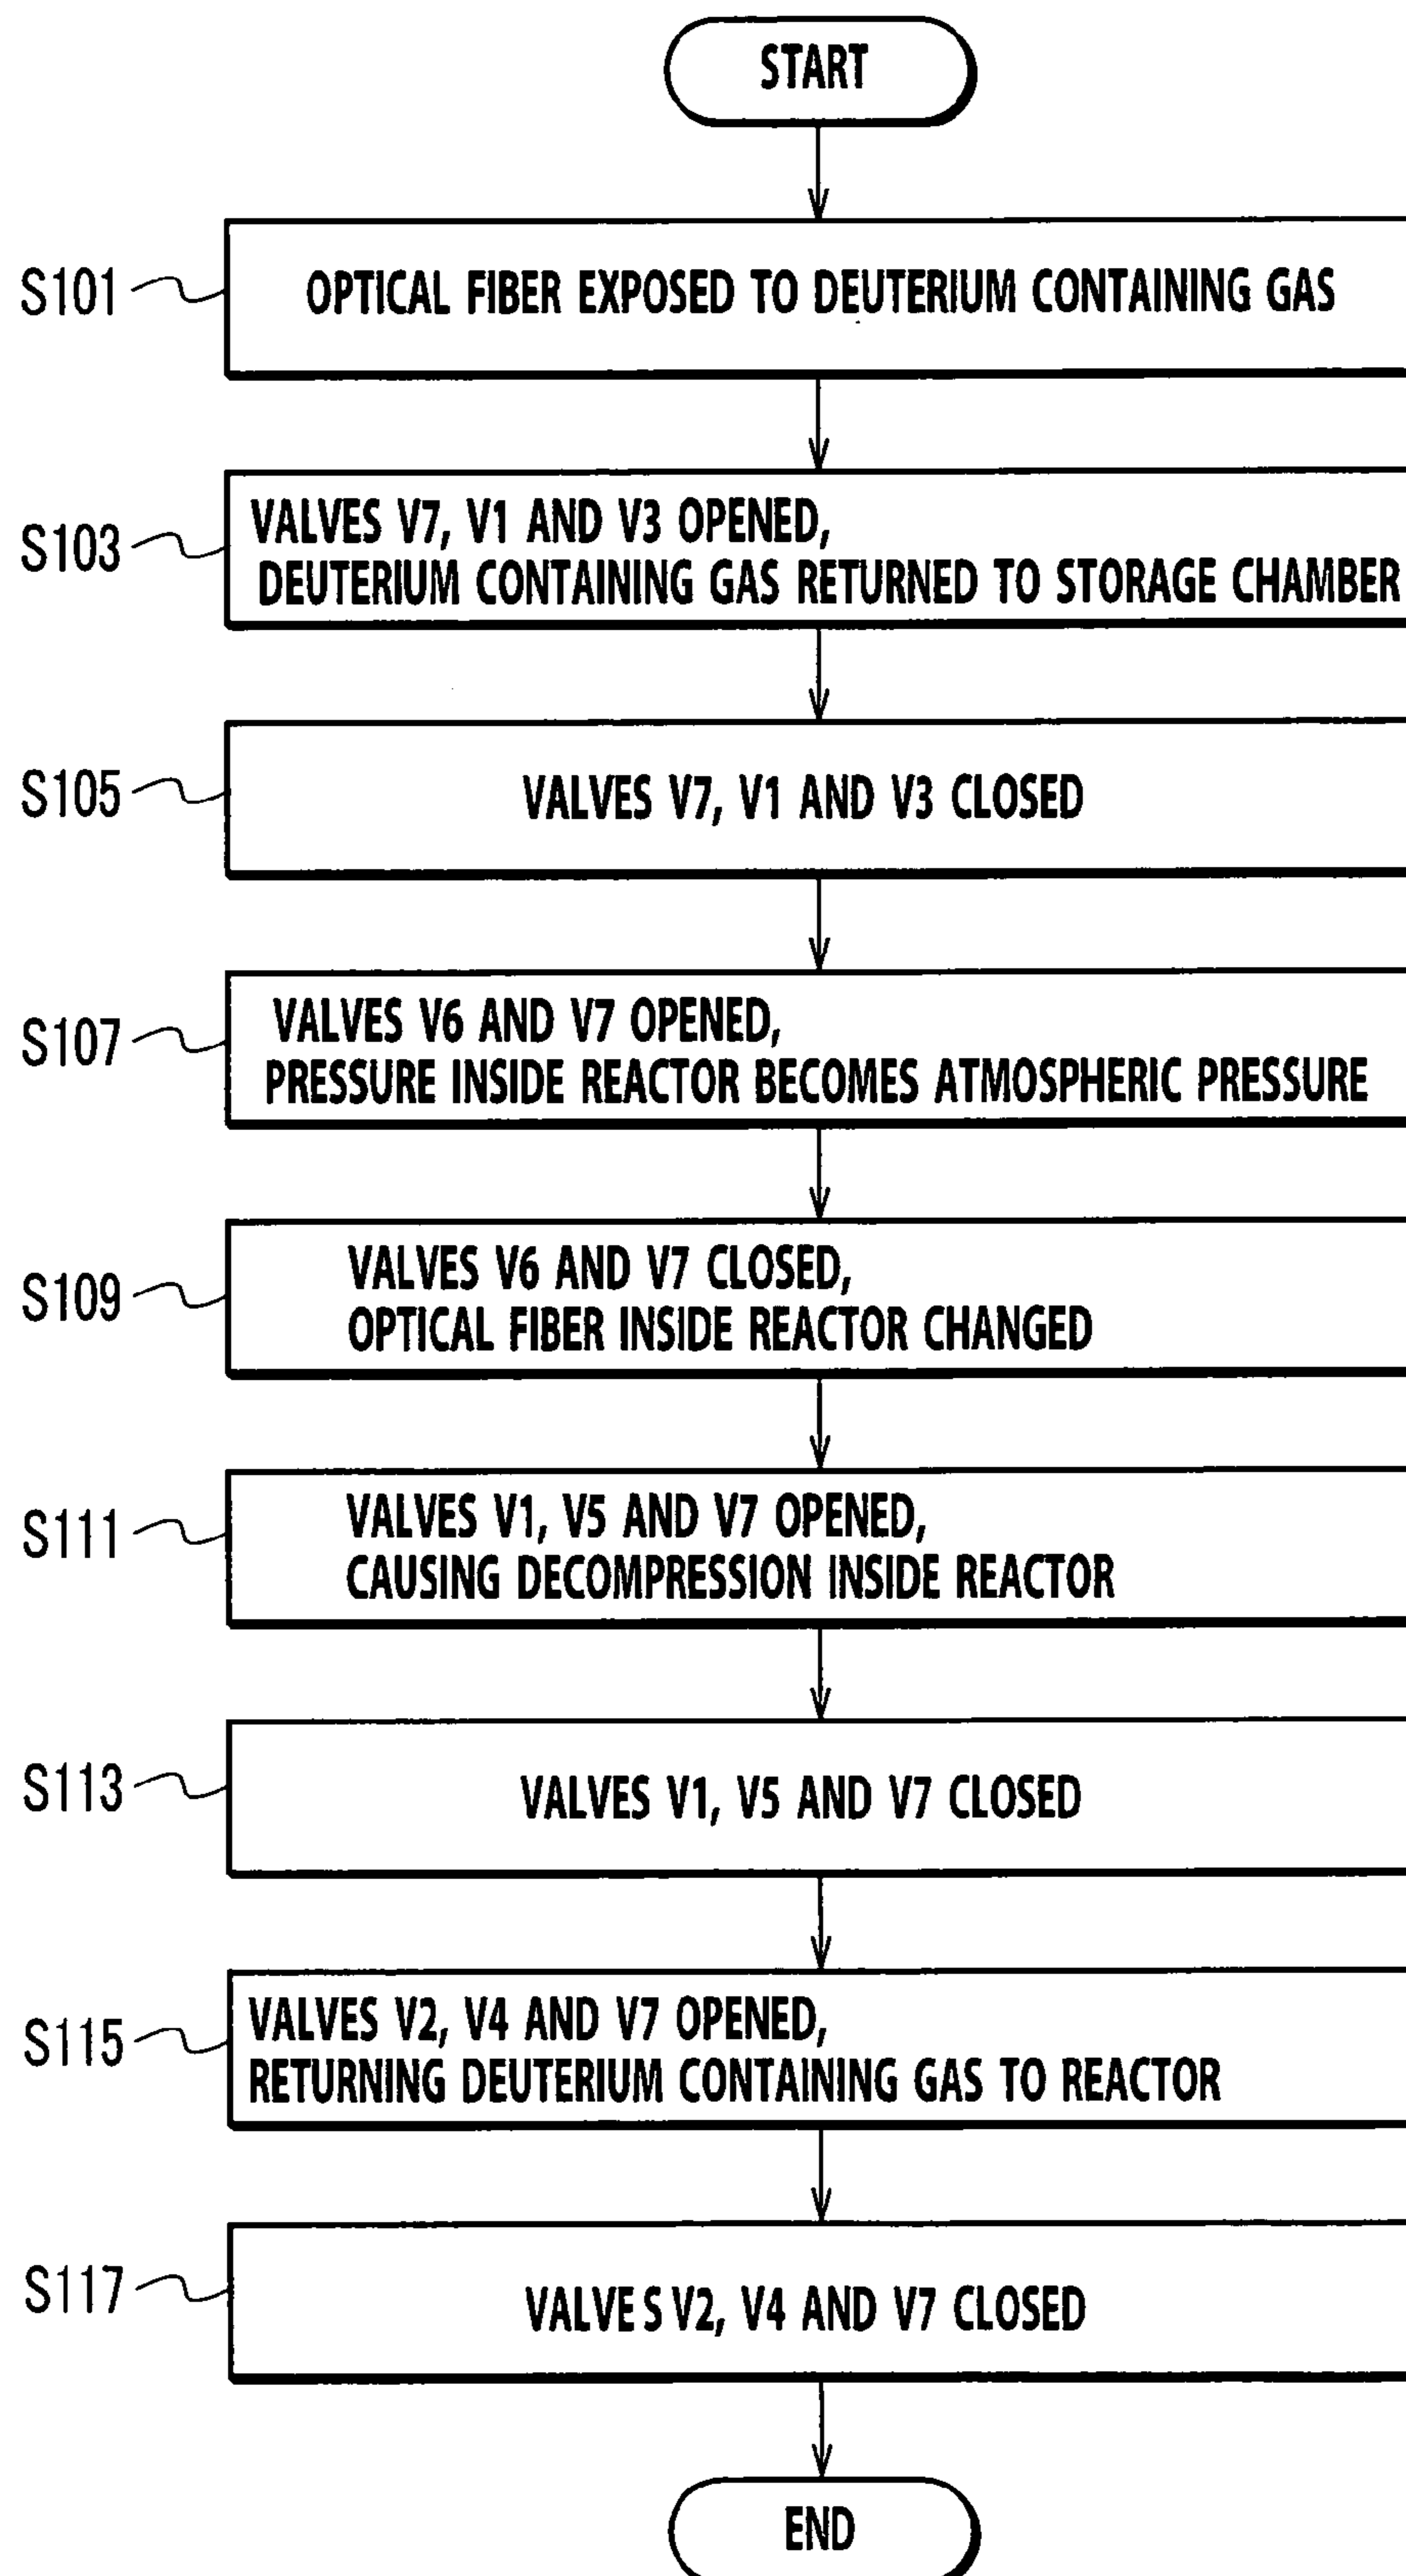 START
S101
OPTICAL FIBER EXPOSED TO DEUTERIUM CONTAINING GAS
S103
VALVES V7, V1 AND V3 OPENED,
DEUTERIUM CONTAINING GAS RETURNED TO STORAGE CHAMBER
S105
VALVES V7, V1 AND V3 CLOSED
S107
VALVES V6 AND V7 OPENED,
PRESSURE INSIDE REACTOR BECOMES ATMOSPHERIC PRESSURE
S109
VALVES V6 AND V7 CLOSED,
OPTICAL FIBER INSIDE REACTOR CHANGED
S111
VALVES V1, V5 AND V7 OPENED,
CAUSING DECOMPRESSION INSIDE REACTOR
S113
VALVES V1, V5 AND V7 CLOSED
S115
VALVES V2, V4 AND V7 OPENED,
RETURNING DEUTERIUM CONTAINING GAS TO REACTOR
S117
VALVES V2, V4 AND V7 CLOSED
END